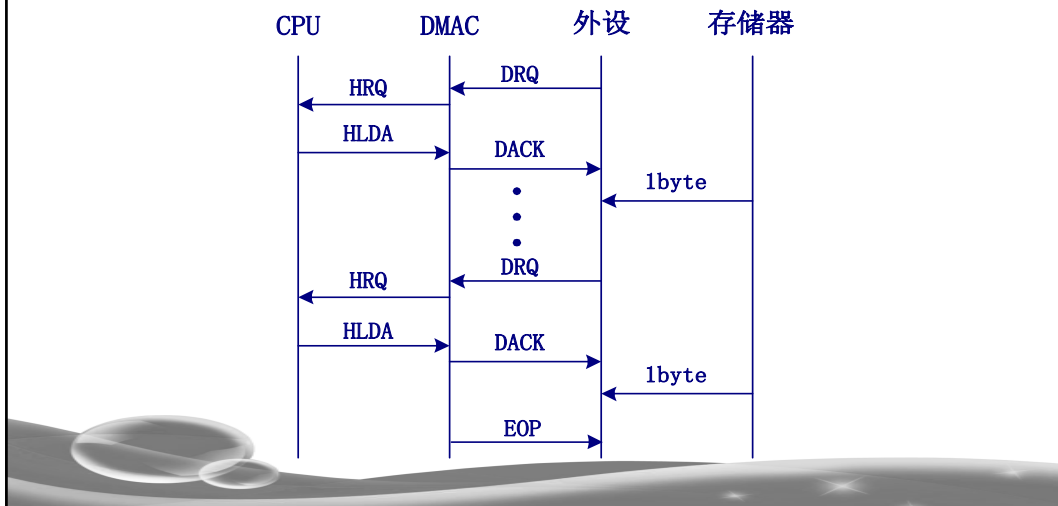 CPU DMAC 外设 存储器
DRQ
HRQ
HLDA
DACK
1byte
DRQ
HRQ
HLDA
DACK
1byte
EOP